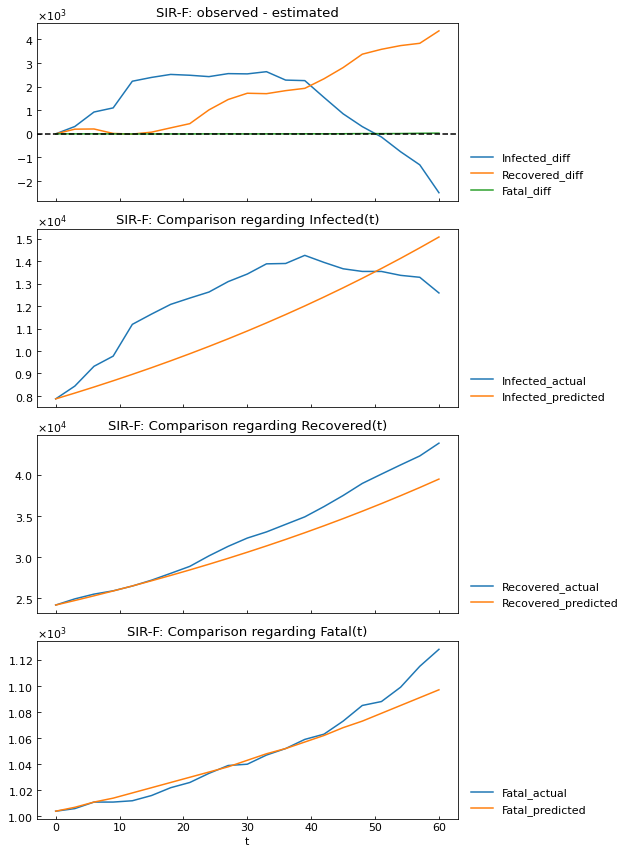 SIR-F: observed - estimated
×10³
4
3
2
1
0
−1
−2
Infected_diff
Recovered_diff
Fatal_diff
SIR-F: Comparison regarding Infected(t)
×10⁴
1.5
1.4
1.3
1.2
1.1
1.0
0.9
0.8
Infected_actual
Infected_predicted
SIR-F: Comparison regarding Recovered(t)
×10⁴
4.0
3.5
3.0
2.5
Recovered_actual
Recovered_predicted
SIR-F: Comparison regarding Fatal(t)
×10³
1.12
1.10
1.08
1.06
1.04
1.02
1.00
Fatal_actual
Fatal_predicted
0 10 20 30 40 50 60
t